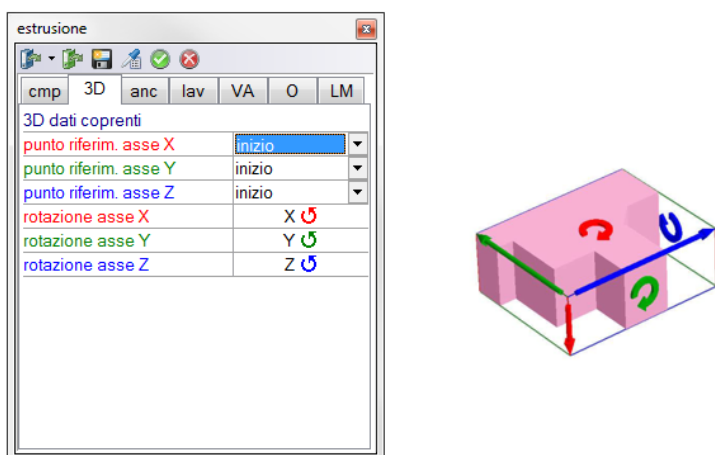 estrusione
cmp 3D anc lav VA O LM
3D dati coprenti
punto riferim. asse X inizio
punto riferim. asse Y inizio
punto riferim. asse Z inizio
rotazione asse X X
rotazione asse Y Y
rotazione asse Z Z